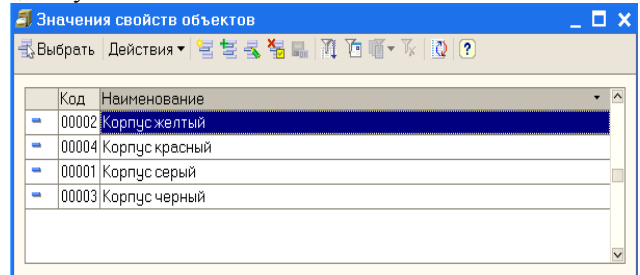 Значения свойств объектов
Выбрать Действия
Код Наименование
00002 Корпус желтый
00004 Корпус красный
00001 Корпус серый
00003 Корпус черный